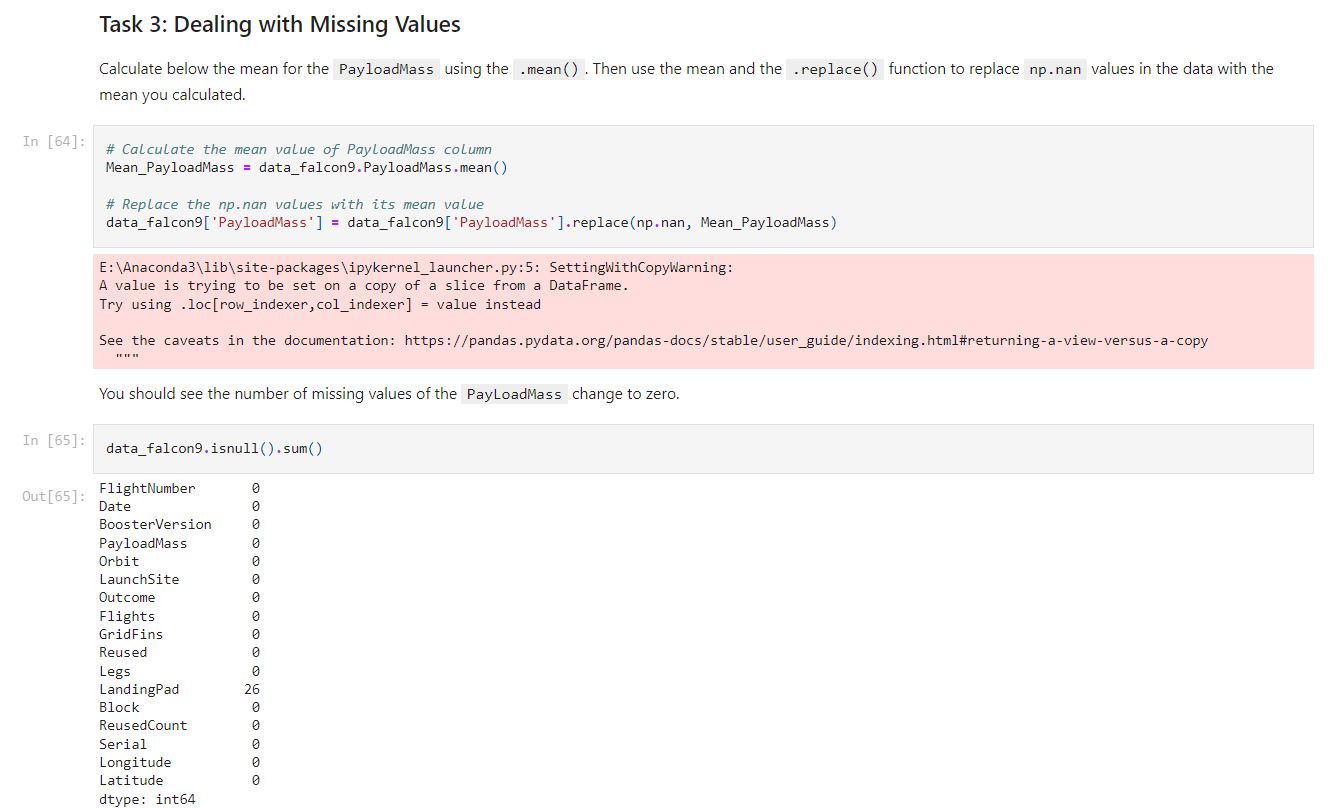 Task 3: Dealing with Missing Values
Calculate below the mean for the PayloadMass using the .mean() . Then use the mean and the .replace() function to replace np.nan values in the data with the
mean you calculated.
In [64]:
# Calculate the mean value of PayloadMass column
Mean_PayloadMass = data_falcon9.PayloadMass.mean()
# Replace the np.nan values with its mean value
data_falcon9['PayloadMass'] = data_falcon9['PayloadMass'].replace(np.nan, Mean_PayloadMass)
E:\Anaconda3\lib\site-packages\ipykernel_launcher.py:5: SettingWithCopyWarning:
A value is trying to be set on a copy of a slice from a DataFrame.
Try using .loc[row_indexer,col_indexer] = value instead
See the caveats in the documentation: https://pandas.pydata.org/pandas-docs/stable/user_guide/indexing.html#returning-a-view-versus-a-copy
"""
You should see the number of missing values of the PayLoadMass change to zero.
In [65]:
data_falcon9.isnull().sum()
Out[65]:
FlightNumber 0
Date 0
BoosterVersion 0
PayloadMass 0
Orbit 0
LaunchSite 0
Outcome 0
Flights 0
GridFins 0
Reused 0
Legs 0
LandingPad 26
Block 0
ReusedCount 0
Serial 0
Longitude 0
Latitude 0
dtype: int64